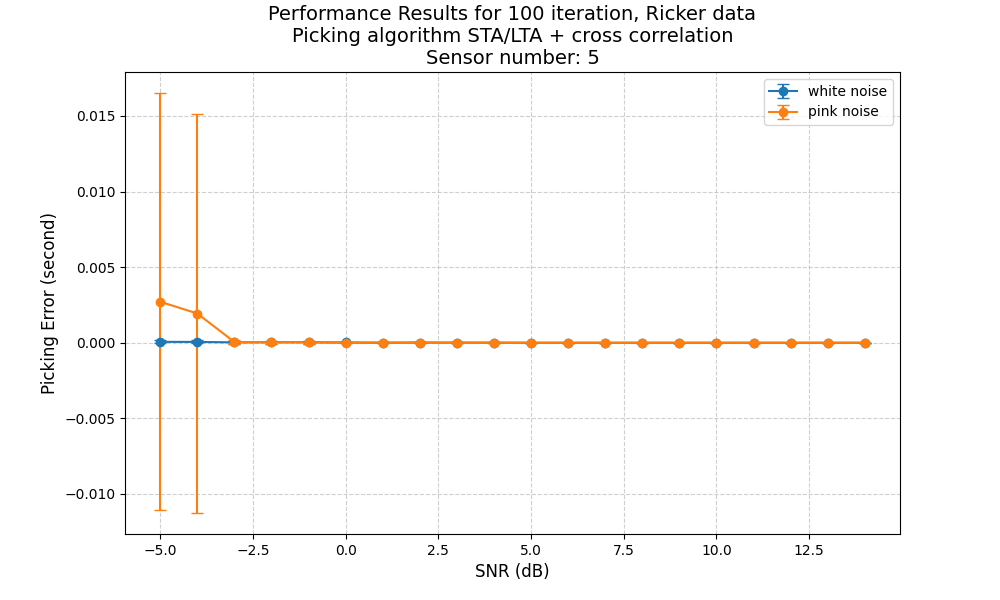 Performance Results for 100 iteration, Ricker data
Picking algorithm STA/LTA + cross correlation
Sensor number: 5
white noise
pink noise
Picking Error (second)
0.015
0.010
0.005
0.000
−0.005
−0.010
−5.0
−2.5
0.0
2.5
5.0
7.5
10.0
12.5
SNR (dB)